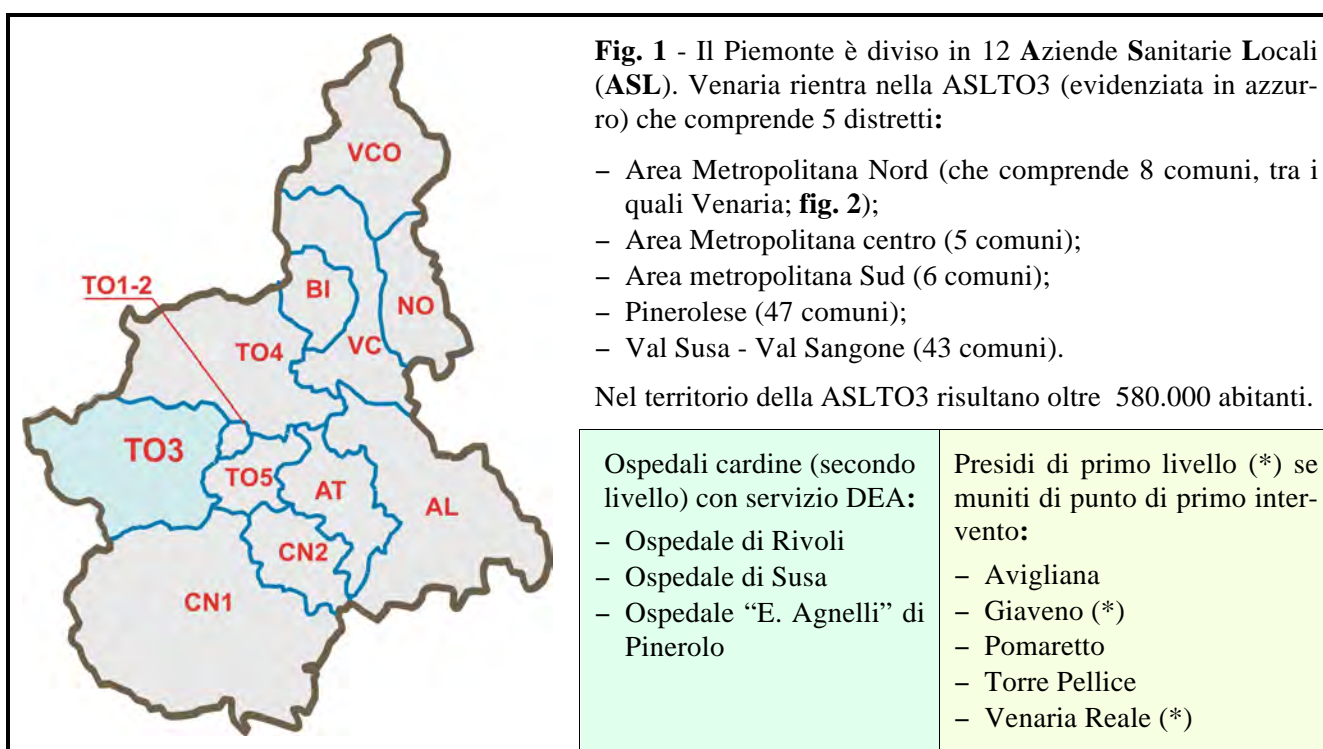 VCO
TO1-2
BI
NO
TO4
VC
TO3
TO5
AT
AL
CN2
CN1
Fig. 1 - Il Piemonte è diviso in 12 Aziende Sanitarie Locali
(ASL). Venaria rientra nella ASLTO3 (evidenziata in azzur-
ro) che comprende 5 distretti:
− Area Metropolitana Nord (che comprende 8 comuni, tra i
quali Venaria; fig. 2);
− Area Metropolitana centro (5 comuni);
− Area metropolitana Sud (6 comuni);
− Pinerolese (47 comuni);
− Val Susa - Val Sangone (43 comuni).
Nel territorio della ASLTO3 risultano oltre 580.000 abitanti.
Ospedali cardine (secondo
livello) con servizio DEA:
− Ospedale di Rivoli
− Ospedale di Susa
− Ospedale “E. Agnelli” di
Pinerolo
Presidi di primo livello (*) se
muniti di punto di primo inter-
vento:
− Avigliana
− Giaveno (*)
− Pomaretto
− Torre Pellice
− Venaria Reale (*)